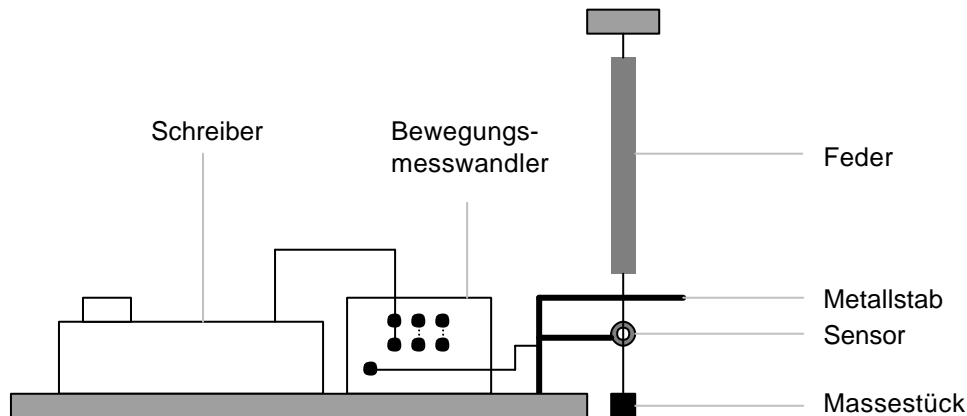 Schreiber
Bewegungs-
messwandler
Feder
Metallstab
Sensor
Massestück